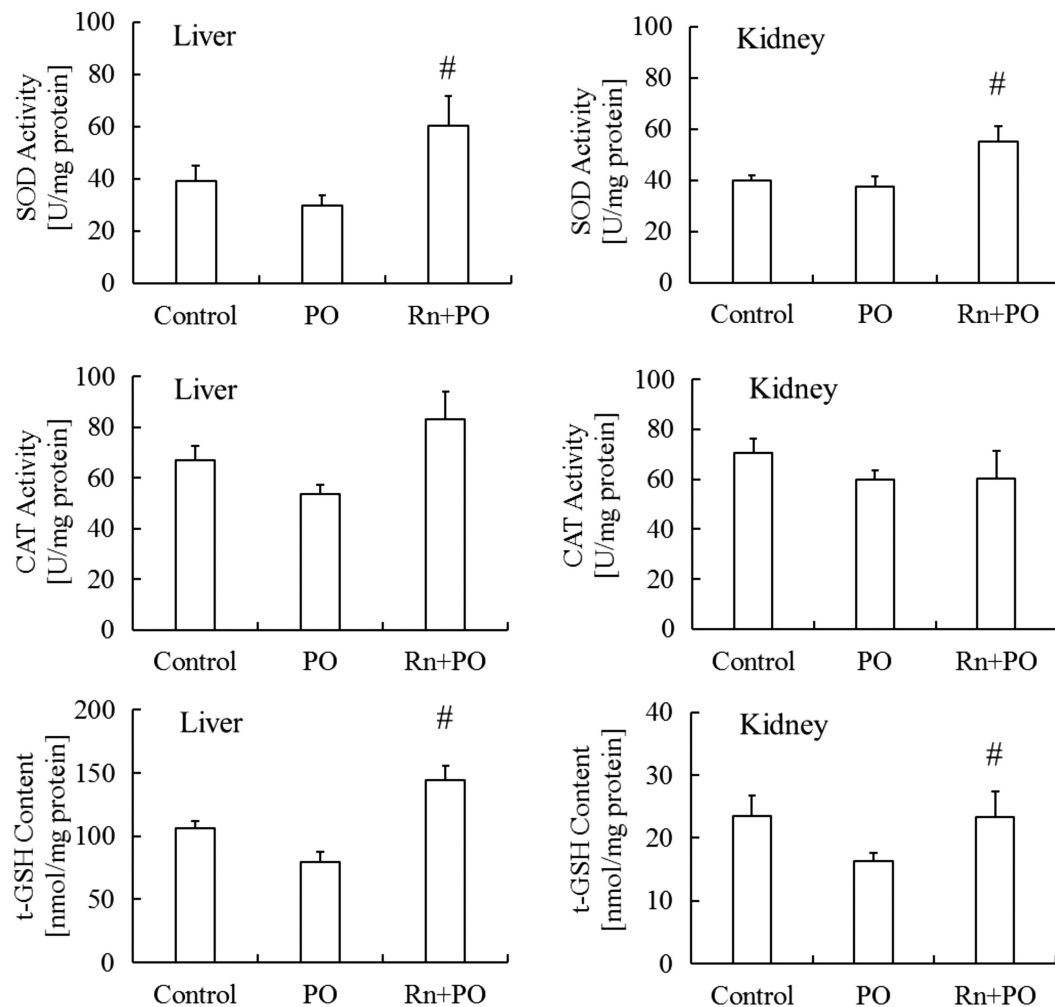 Liver
SOD Activity
[U/mg protein]
100
80
60
40
20
0
#
Control PO Rn+PO
Kidney
SOD Activity
[U/mg protein]
100
80
60
40
20
0
#
Control PO Rn+PO
Liver
CAT Activity
[U/mg protein]
100
80
60
40
20
0
Control PO Rn+PO
Kidney
CAT Activity
[U/mg protein]
100
80
60
40
20
0
Control PO Rn+PO
Liver
t-GSH Content
[nmol/mg protein]
200
150
100
50
0
#
Control PO Rn+PO
Kidney
t-GSH Content
[nmol/mg protein]
40
30
20
10
0
#
Control PO Rn+PO